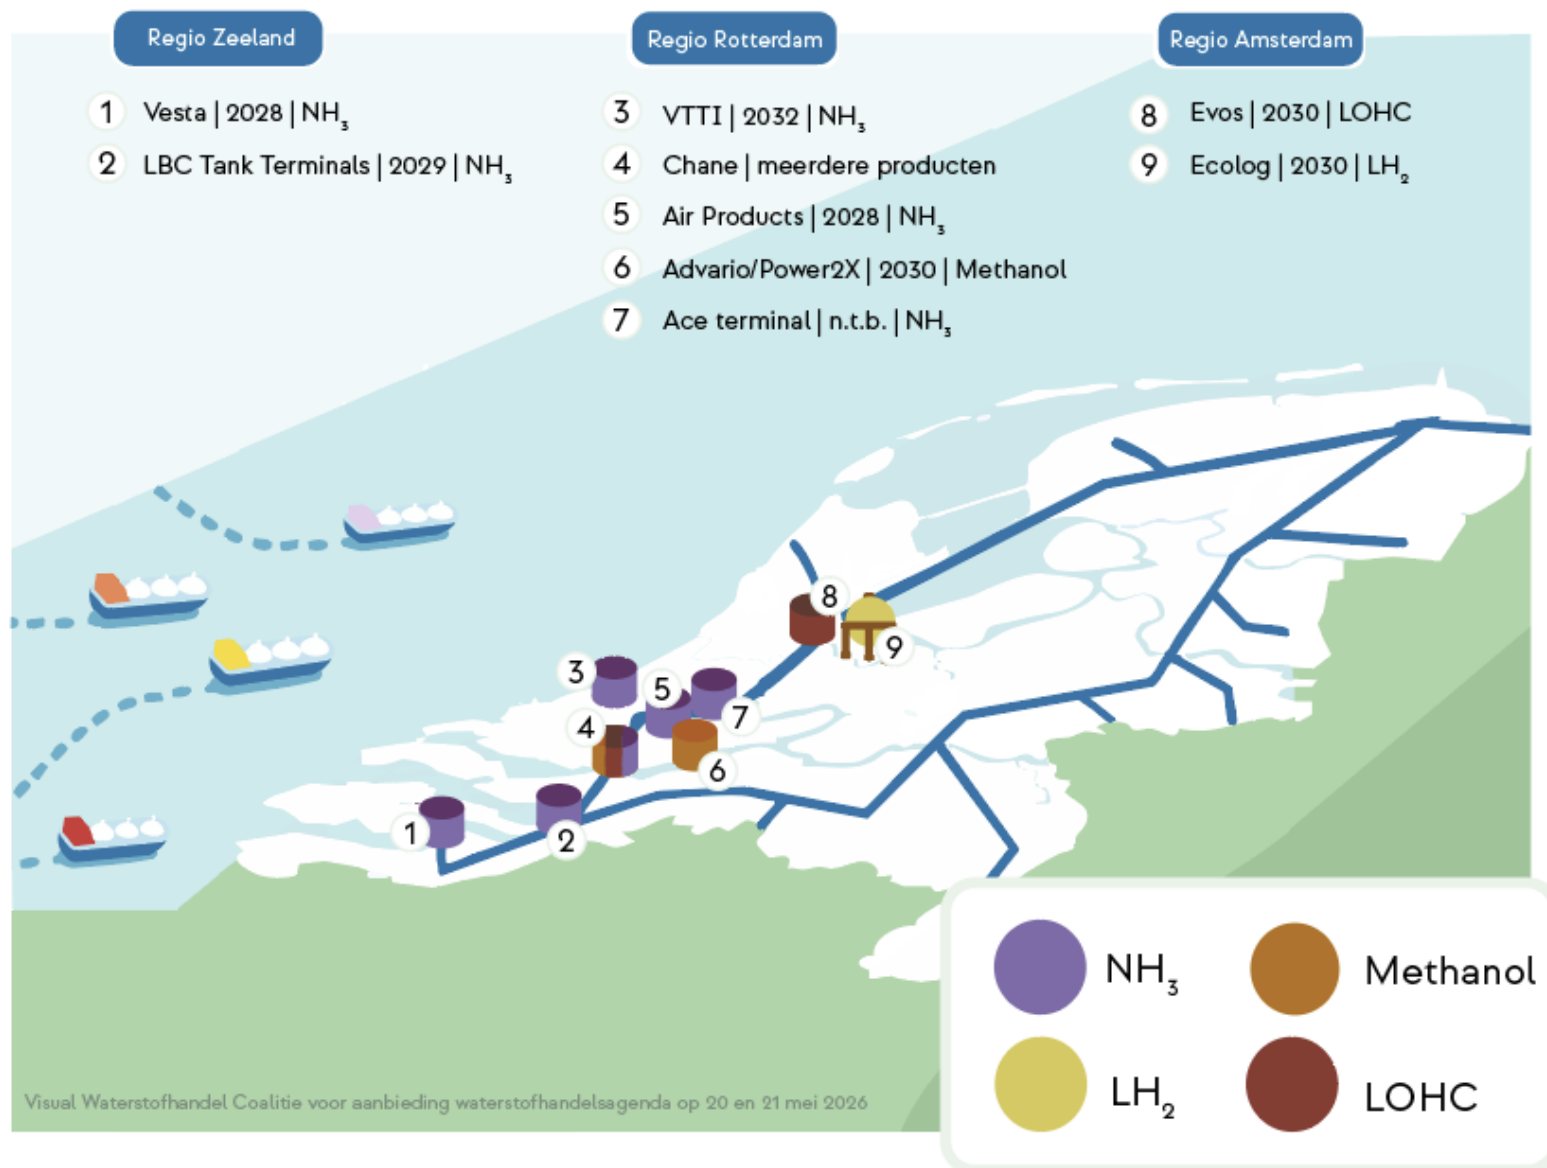 Regio Zeeland
1 Vesta | 2028 | NH₃
2 LBC Tank Terminals | 2029 | NH₃
Regio Rotterdam
3 VTTI | 2032 | NH₃
4 Chane | meerdere producten
5 Air Products | 2028 | NH₃
6 Advario/Power2X | 2030 | Methanol
7 Ace terminal | n.t.b. | NH₃
Regio Amsterdam
8 Evos | 2030 | LOHC
9 Ecolog | 2030 | LH₂
8
9
3
5
7
4
6
1
2
NH₃
Methanol
LH₂
LOHC
Visual Waterstofhandel Coalitie voor aanbieding waterstofhandelsagenda op 20 en 21 mei 2026